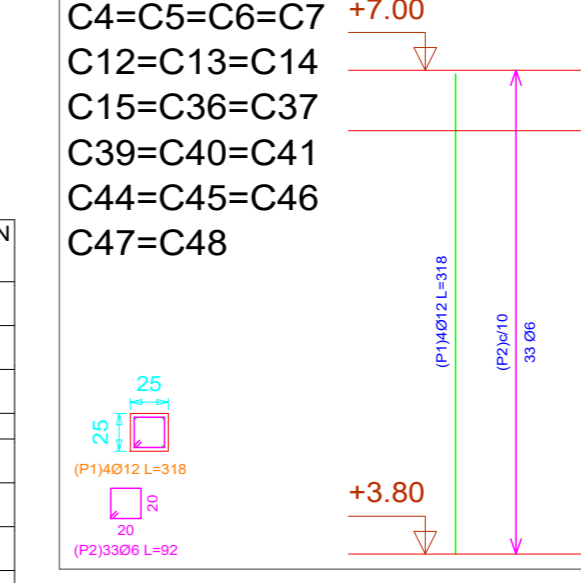 C4=C5=C6=C7
C12=C13=C14
C15=C36=C37
C39=C40=C41
C44=C45=C46
C47=C48
N
+7.00
(P1)4Ø12 L=318
(P2)c/10
33 Ø6
25
25
(P1)4Ø12 L=318
20
20
(P2)33Ø6 L=92
+3.80